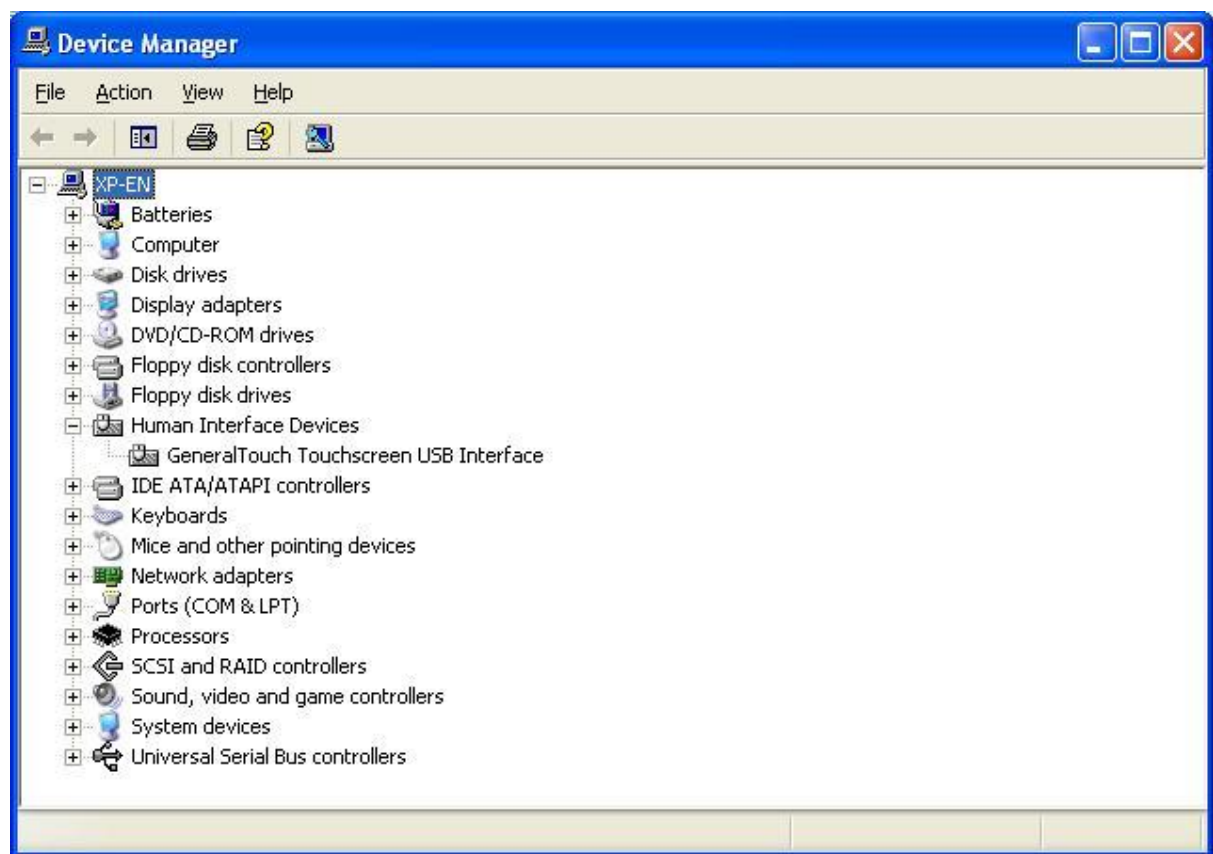 Device Manager
File Action View Help
XP-EN
Batteries
Computer
Disk drives
Display adapters
DVD/CD-ROM drives
Floppy disk controllers
Floppy disk drives
Human Interface Devices
GeneralTouch Touchscreen USB Interface
IDE ATA/ATAPI controllers
Keyboards
Mice and other pointing devices
Network adapters
Ports (COM & LPT)
Processors
SCSI and RAID controllers
Sound, video and game controllers
System devices
Universal Serial Bus controllers